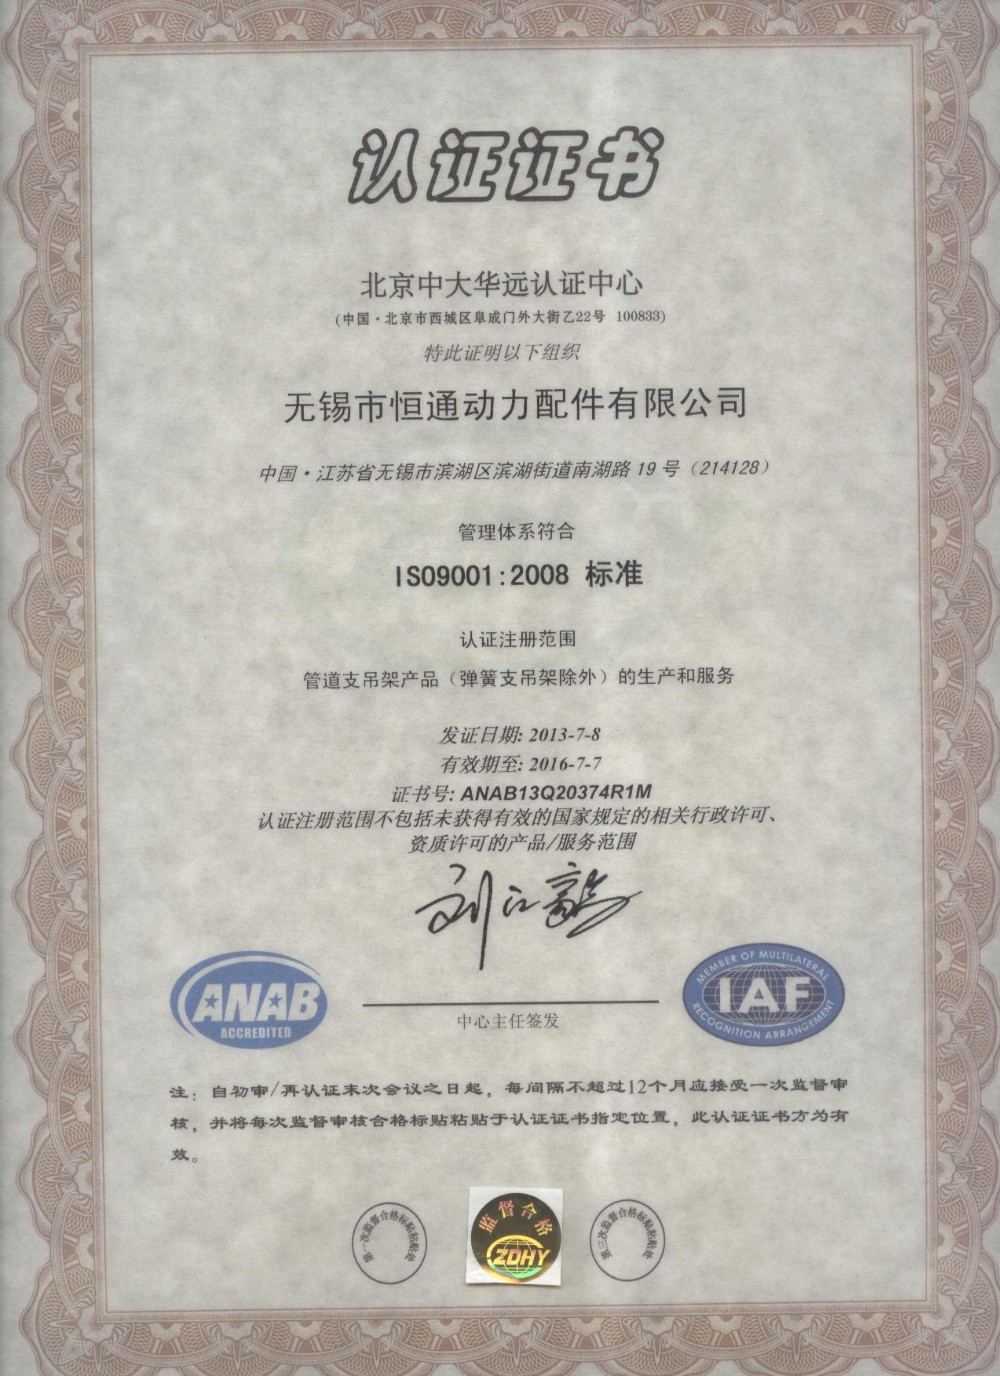 认证证书
北京中大华远认证中心
(中国·北京市西城区阜成门外大街乙22号 100833)
特此证明以下组织
无锡市恒通动力配件有限公司
中国·江苏省无锡市滨湖区滨湖街道南湖路 19 号（214128）
管理体系符合
ISO9001:2008 标准
认证注册范围
管道支吊架产品（弹簧支吊架除外）的生产和服务
发证日期: 2013-7-8
有效期至: 2016-7-7
证书号: ANAB13Q20374R1M
认证注册范围不包括未获得有效的国家规定的相关行政许可、
资质许可的产品/服务范围
ANAB
ACCREDITED
中心主任签发
MEMBER OF MULTILATERAL
IAF
RECOGNITION ARRANGEMENT
注：自初审/再认证末次会议之日起，每间隔不超过12个月应接受一次监督审
核，并将每次监督审核合格标贴粘贴于认证证书指定位置，此认证证书方为有
效。
监督合格
ZDHY